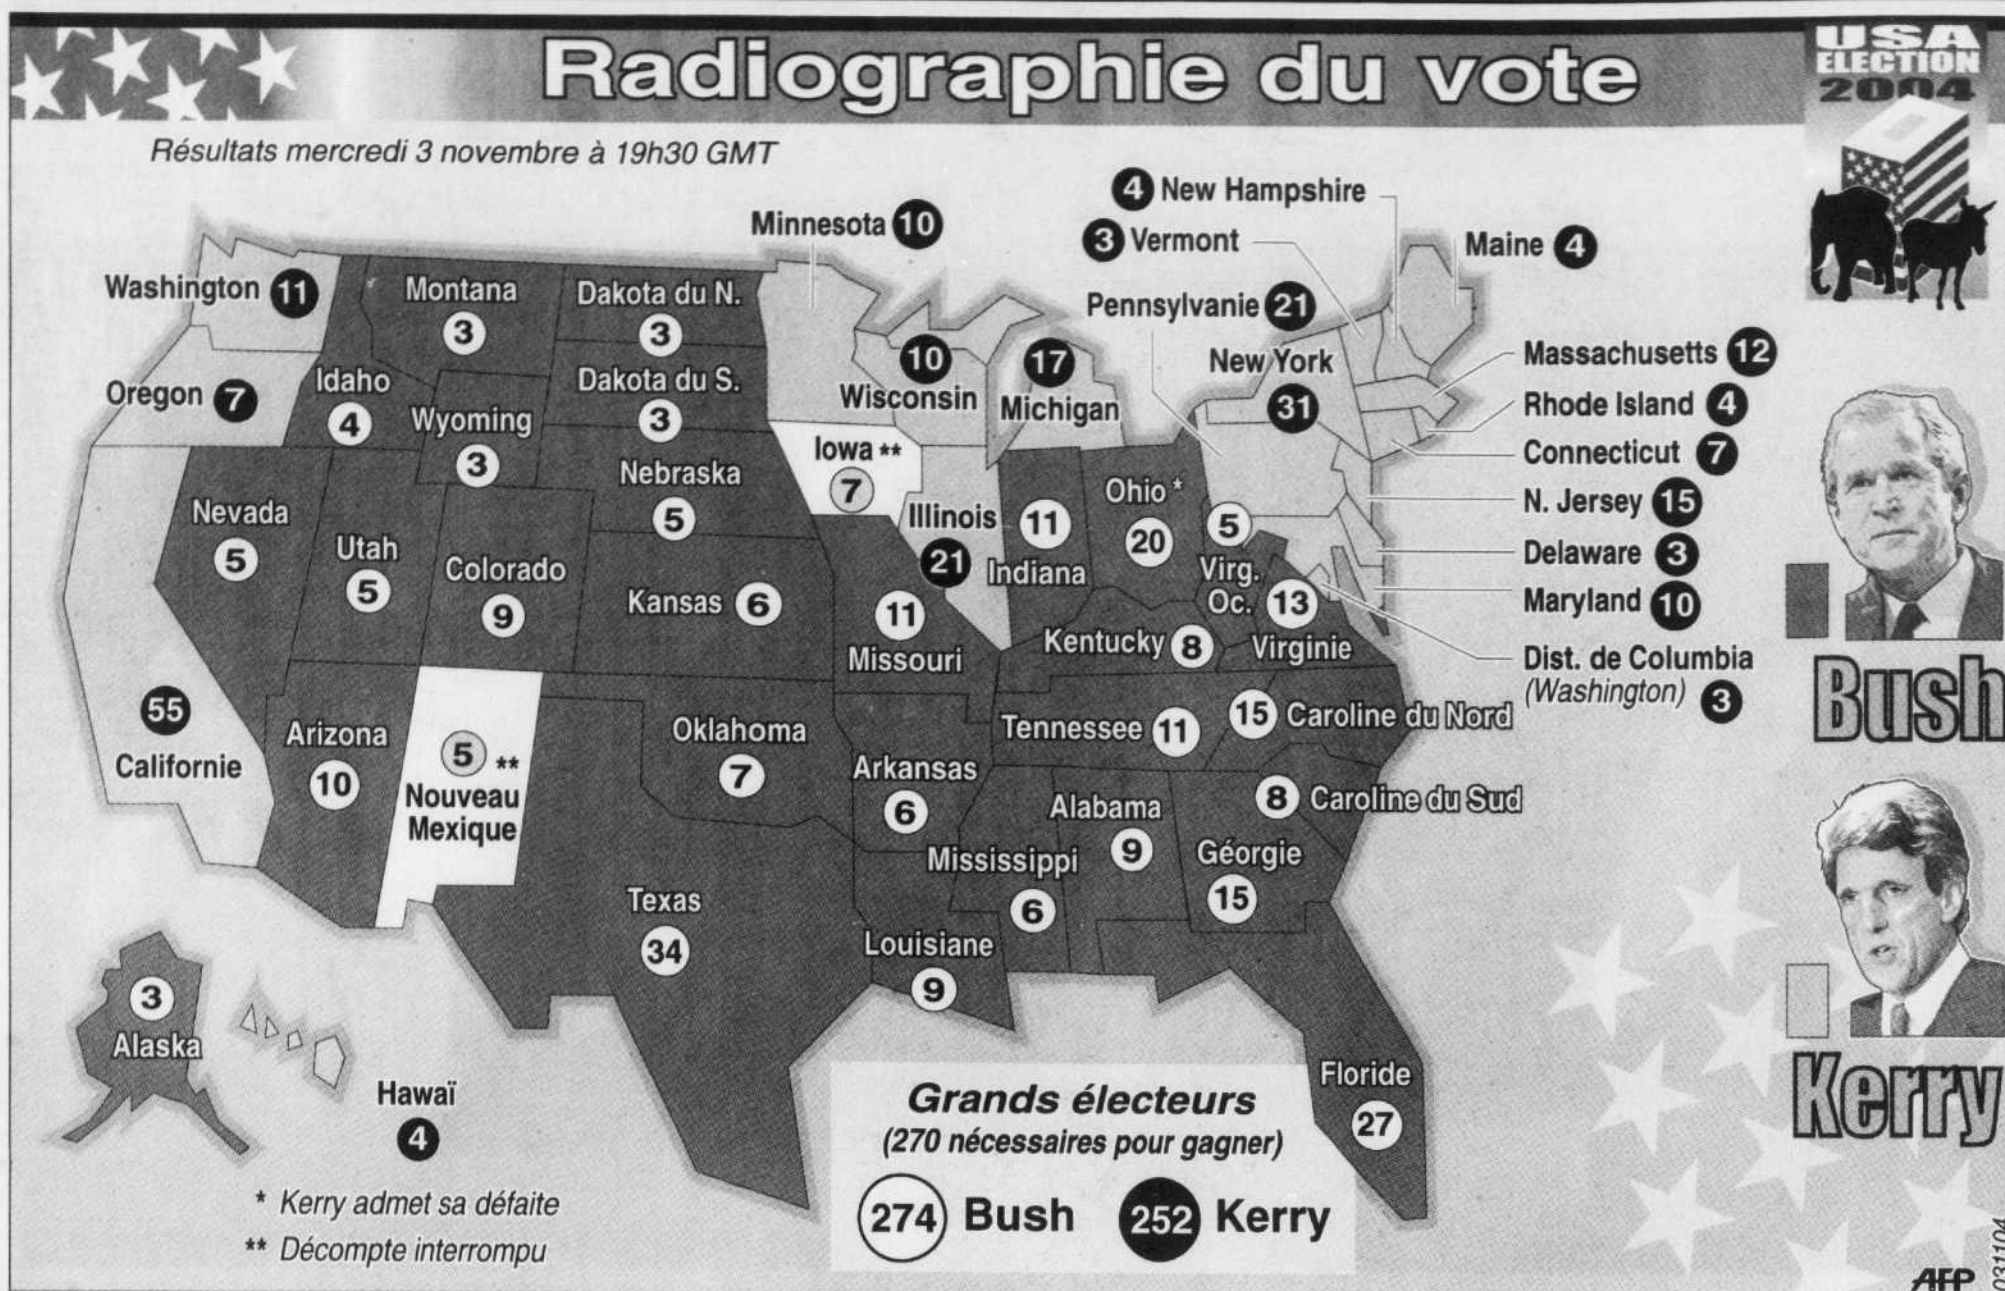 Radiographie du vote
USA
ELECTION
2004
Résultats mercredi 3 novembre à 19h30 GMT
4 New Hampshire
Minnesota 10
3 Vermont
Maine 4
Washington 11
Montana
3
Dakota du N.
3
Pennsylvanie 21
10
Wisconsin
17
Michigan
New York
31
Massachusetts 12
Oregon 7
Idaho
4
Wyoming
3
Dakota du S.
3
Rhode Island 4
Iowa **
7
Connecticut 7
Nebraska
5
Ohio *
20
N. Jersey 15
Nevada
5
Illinois
21
11
Indiana
5
Virg.
Oc.
Delaware 3
Utah
5
Colorado
9
Kansas 6
11
Missouri
13
Virginie
Maryland 10
Kentucky 8
Dist. de Columbia
(Washington) 3
Bush
55
Californie
Arizona
10
5 **
Nouveau
Mexique
Oklahoma
7
Tennessee 11
15 Caroline du Nord
Arkansas
6
Alabama
9
8 Caroline du Sud
Mississippi
6
Géorgie
15
Texas
34
Louisiane
9
3
Alaska
Hawaï
4
Floride
27
Kerry
Grands électeurs
(270 nécessaires pour gagner)
274 Bush 252 Kerry
* Kerry admet sa défaite
** Décompte interrompu
AFP
031104